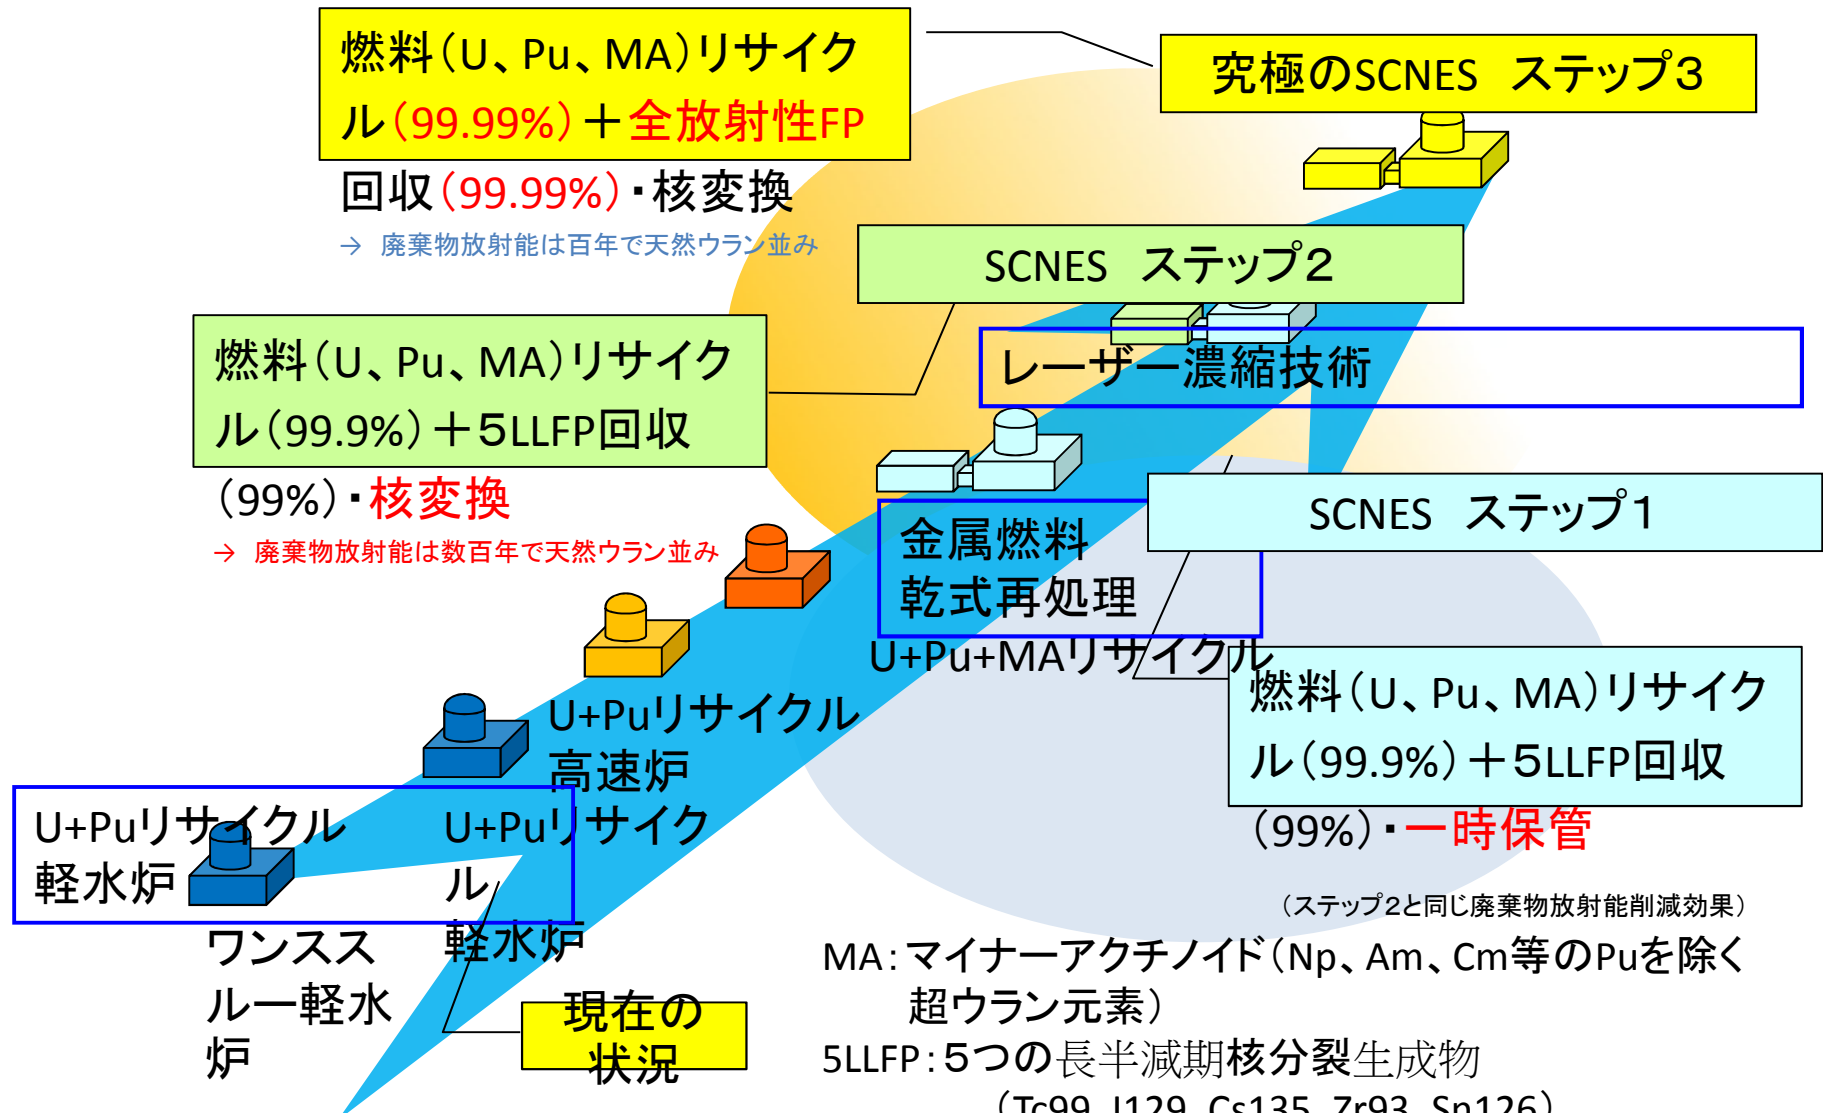 燃料(U、Pu、MA)リサイク
ル(99.99%)＋全放射性FP
回収(99.99%)・核変換
→ 廃棄物放射能は百年で天然ウラン並み
究極のSCNES ステップ３
SCNES ステップ２
燃料(U、Pu、MA)リサイク
ル(99.9%)＋５LLFP回収
(99%)・核変換
→ 廃棄物放射能は数百年で天然ウラン並み
レーザー濃縮技術
SCNES ステップ１
金属燃料
乾式再処理
U+Pu+MAリサイクル
燃料(U、Pu、MA)リサイク
ル(99.9%)＋５LLFP回収
(99%)・一時保管
(ステップ２と同じ廃棄物放射能削減効果)
U+Puリサイクル
高速炉
U+Puリサイクル
軽水炉
U+Puリサイク
ル
軽水炉
ワンスス
ルー軽水
炉
現在の
状況
MA：マイナーアクチノイド(Np、Am、Cm等のPuを除く
超ウラン元素)
5LLFP：５つの長半減期核分裂生成物
(Tc99, I129, Cs135, Zr93, Sn126)